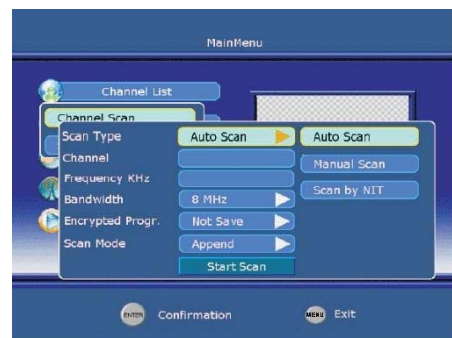 MainMenu
Channel List
Channel Scan
Scan Type Auto Scan Auto Scan
Channel Manual Scan
Frequency KHz Scan by NIT
Bandwidth 8 MHz
Encrypted Progr. Not Save
Scan Mode Append
Start Scan
ENTER Confirmation MENU Exit